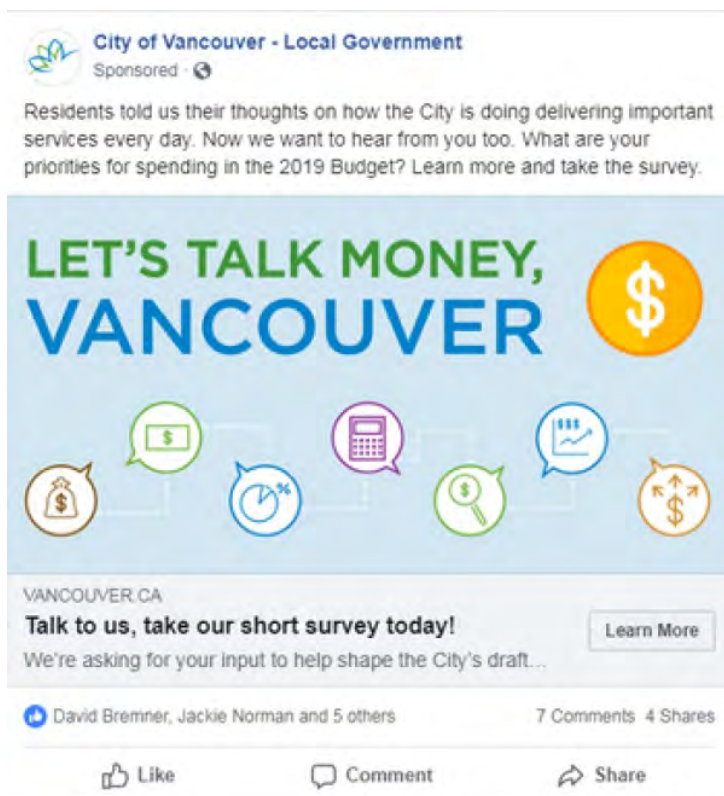 City of Vancouver - Local Government
Sponsored ·
Residents told us their thoughts on how the City is doing delivering important
services every day. Now we want to hear from you too. What are your
priorities for spending in the 2019 Budget? Learn more and take the survey.
LET'S TALK MONEY,
VANCOUVER
$
$
$
%
$
$
$$$
$
VANCOUVER.CA
Talk to us, take our short survey today!
Learn More
We're asking for your input to help shape the City's draft...
David Bremner, Jackie Norman and 5 others
7 Comments 4 Shares
Like
Comment
Share